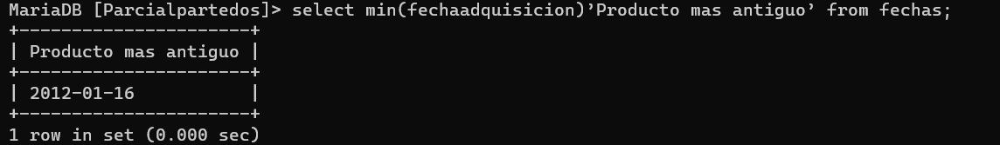 MariaDB [Parcialpartedos]> select min(fechaadquisicion)’Producto mas antiguo’ from fechas;
+----------------------+
| Producto mas antiguo |
+----------------------+
| 2012-01-16           |
+----------------------+
1 row in set (0.000 sec)